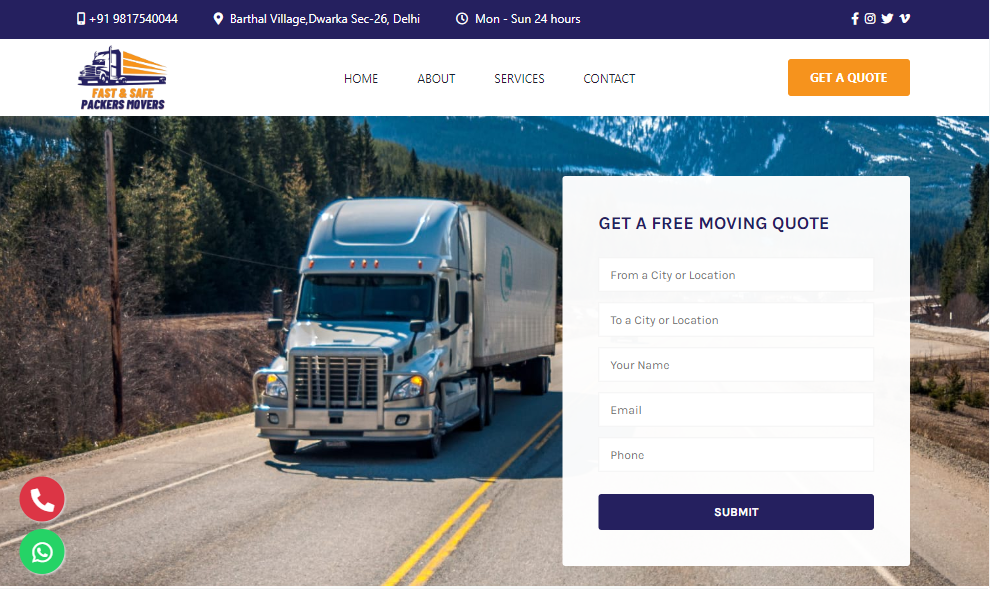 +91 9817540044 Barthal Village,Dwarka Sec-26, Delhi Mon - Sun 24 hours
FAST & SAFE
PACKERS MOVERS
HOME ABOUT SERVICES CONTACT
GET A QUOTE
GET A FREE MOVING QUOTE
From a City or Location
To a City or Location
Your Name
Email
Phone
SUBMIT